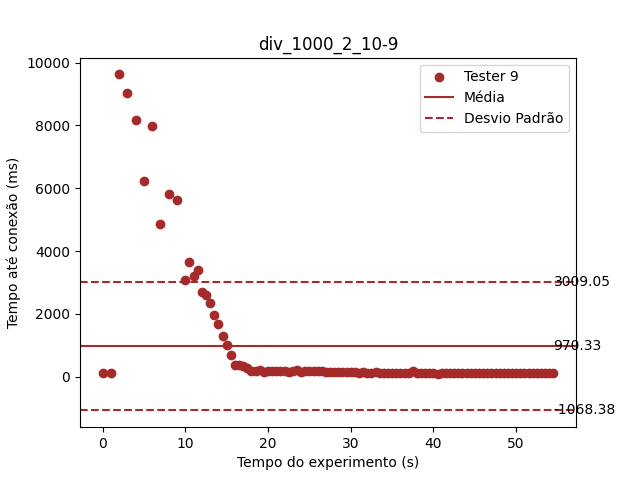 div_1000_2_10-9
Tester 9
Média
Desvio Padrão
Tempo até conexão (ms)
10000
8000
6000
4000
2000
0
3009.05
970.33
-1068.38
0 10 20 30 40 50
Tempo do experimento (s)